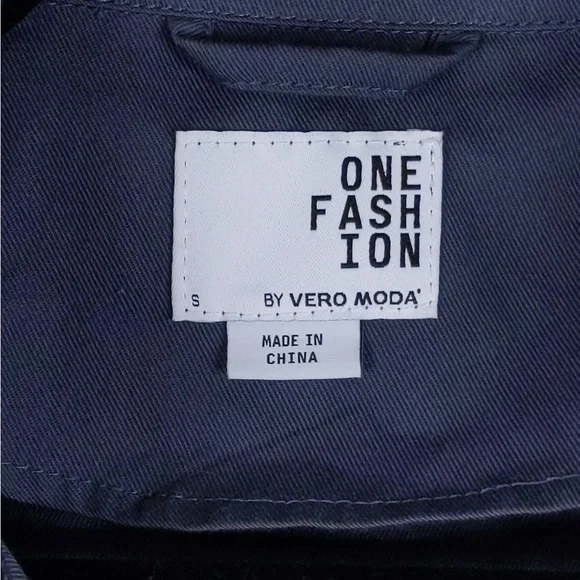 ONE
FASH
ION
S BY VERO MODA
MADE IN
CHINA